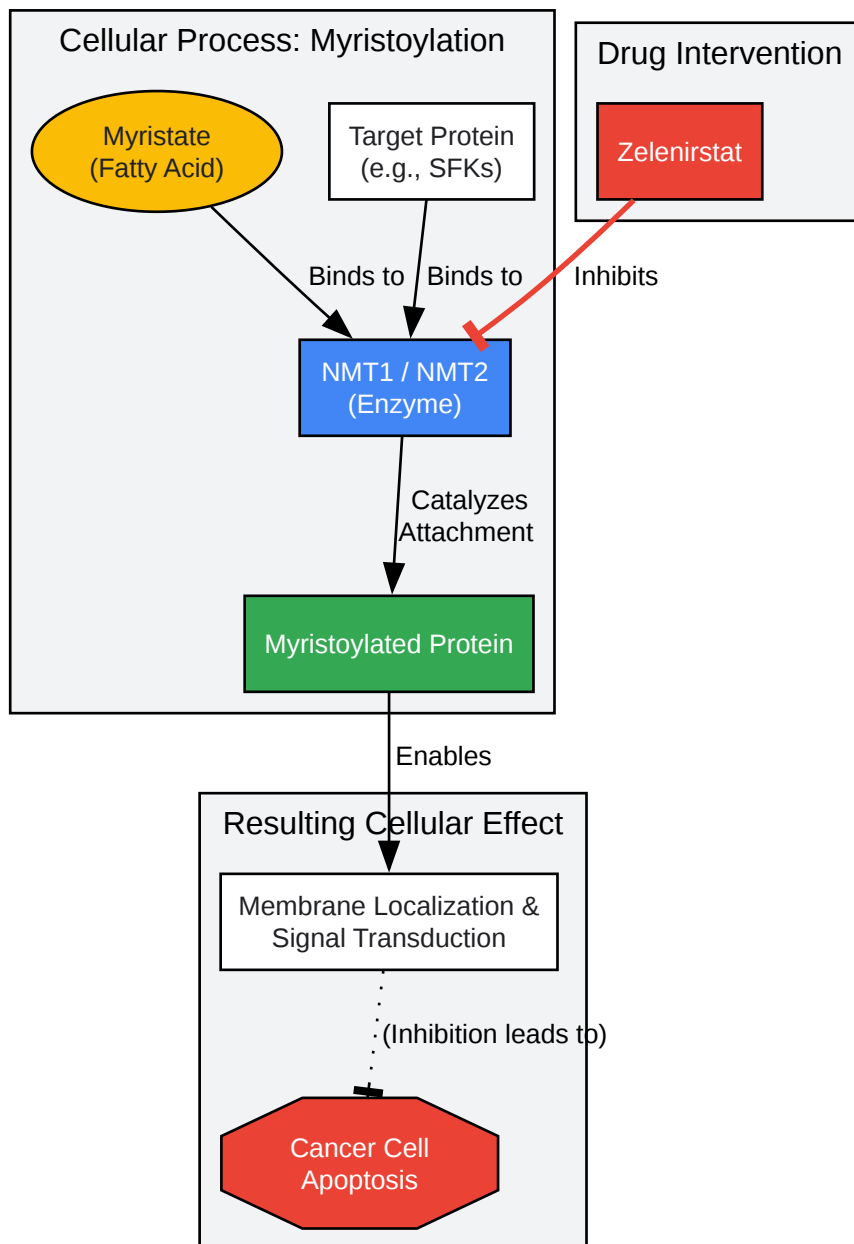 Cellular Process: Myristoylation
Drug Intervention
Myristate
(Fatty Acid)
Target Protein
(e.g., SFKs)
Zelenirstat
Binds to
Binds to
Inhibits
NMT1 / NMT2
(Enzyme)
Catalyzes
Attachment
Myristoylated Protein
Enables
Resulting Cellular Effect
Membrane Localization &
Signal Transduction
(Inhibition leads to)
Cancer Cell
Apoptosis